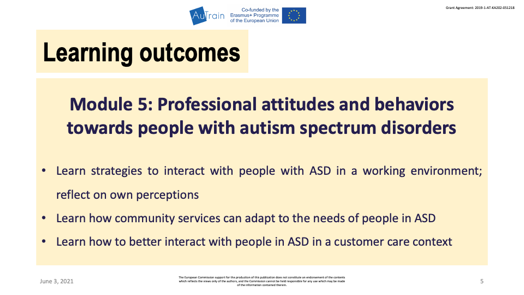 AuTrain
Co-funded by the
Erasmus+ Programme
of the European Union
Grant Agreement: 2019-1-AT-KA202-051218
Learning outcomes
Module 5: Professional attitudes and behaviors
towards people with autism spectrum disorders
• Learn strategies to interact with people with ASD in a working environment;
reflect on own perceptions
• Learn how community services can adapt to the needs of people in ASD
• Learn how to better interact with people in ASD in a customer care context
June 3, 2021
The European Commission support for the production of this publication does not constitute an endorsement of the contents
which reflects the views only of the authors, and the Commission cannot be held responsible for any use which may be made
of the information contained therein.
5